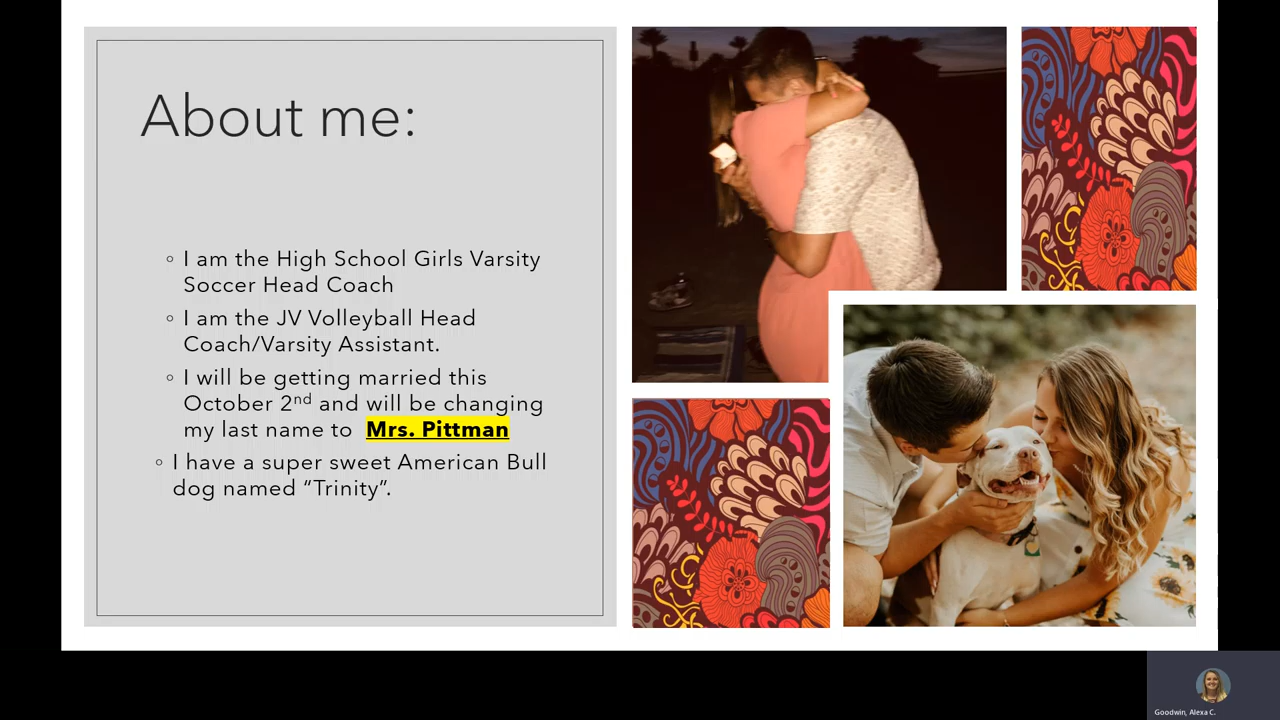 About me:
◦ I am the High School Girls Varsity
Soccer Head Coach
◦ I am the JV Volleyball Head
Coach/Varsity Assistant.
◦ I will be getting married this
October 2nd and will be changing
my last name to Mrs. Pittman
◦ I have a super sweet American Bull
dog named “Trinity”.
Goodwin, Alexa C.